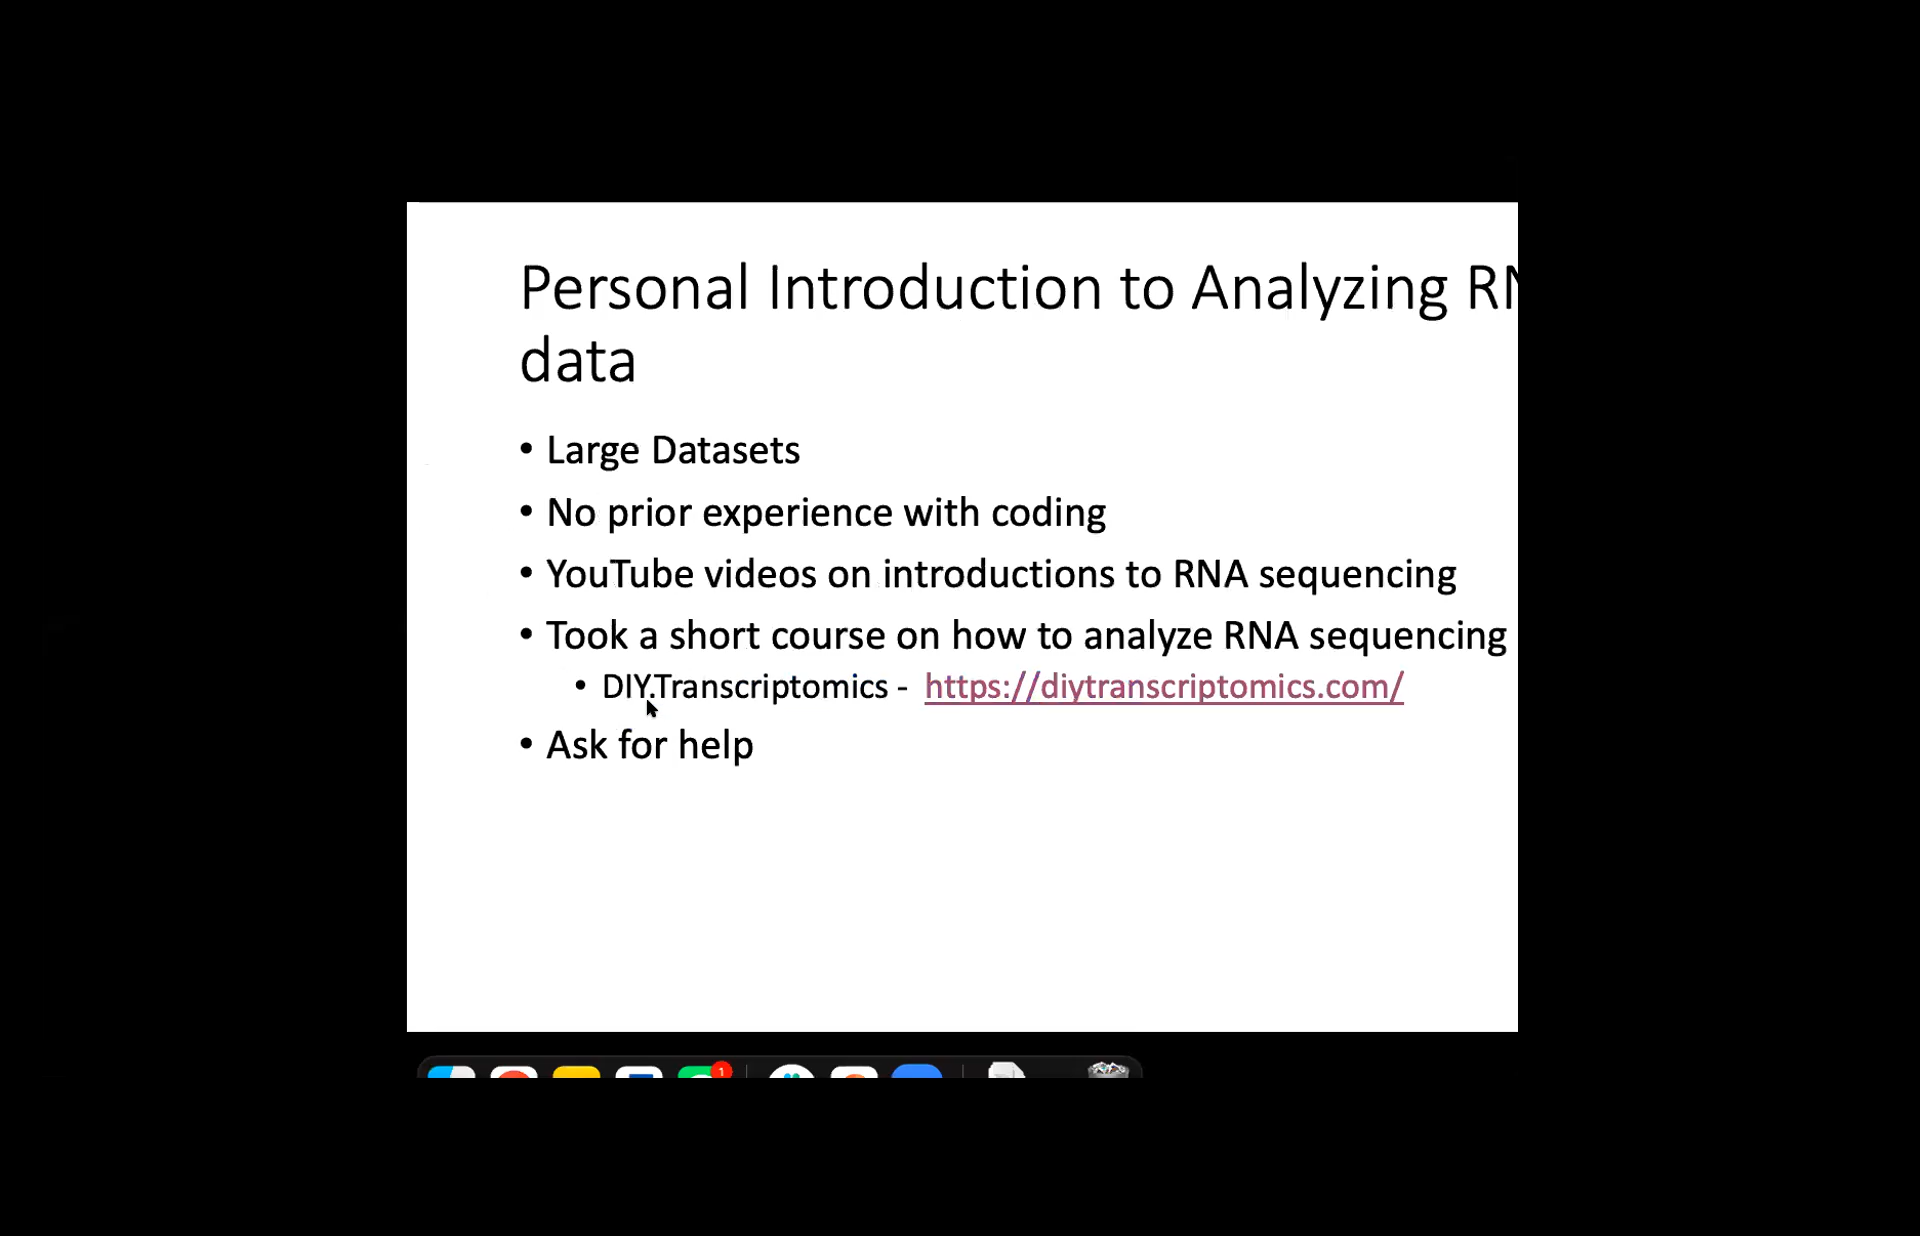 Personal Introduction to Analyzing
data
• Large Datasets
• No prior experience with coding
• YouTube videos on introductions to RNA sequencing
• Took a short course on how to analyze RNA sequencing
• DIY.Transcriptomics - https://diytranscriptomics.com/
• Ask for help
1